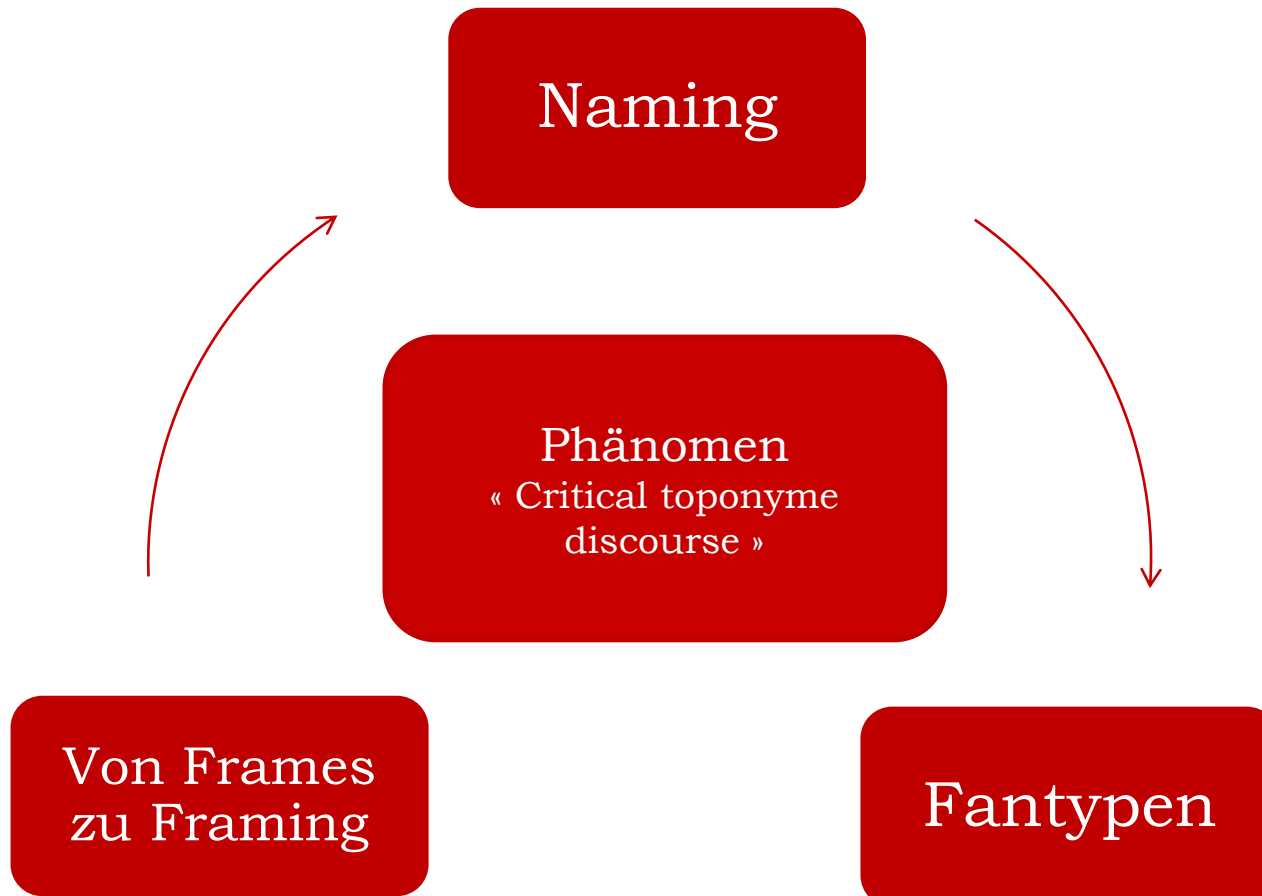 Naming
Phänomen
« Critical toponyme
discourse »
Von Frames
zu Framing
Fantypen